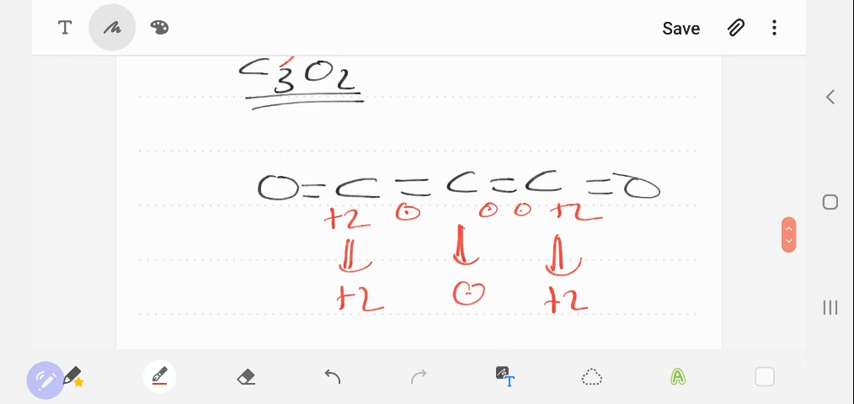 T Save
C3O2
O=C=C=C=O
+2 0 0 0 +2
+2 0 +2
T A